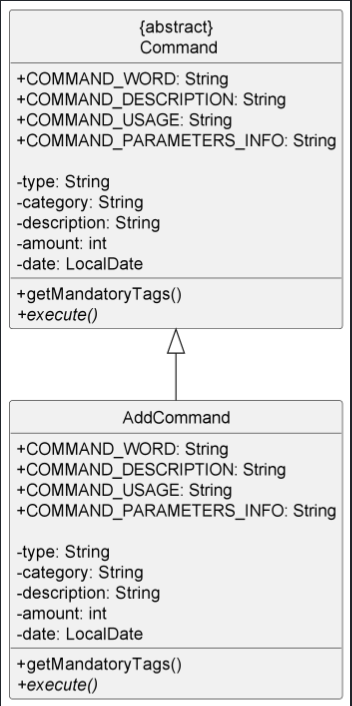 {abstract}
Command
+COMMAND_WORD: String
+COMMAND_DESCRIPTION: String
+COMMAND_USAGE: String
+COMMAND_PARAMETERS_INFO: String
-type: String
-category: String
-description: String
-amount: int
-date: LocalDate
+getMandatoryTags()
+execute()
AddCommand
+COMMAND_WORD: String
+COMMAND_DESCRIPTION: String
+COMMAND_USAGE: String
+COMMAND_PARAMETERS_INFO: String
-type: String
-category: String
-description: String
-amount: int
-date: LocalDate
+getMandatoryTags()
+execute()